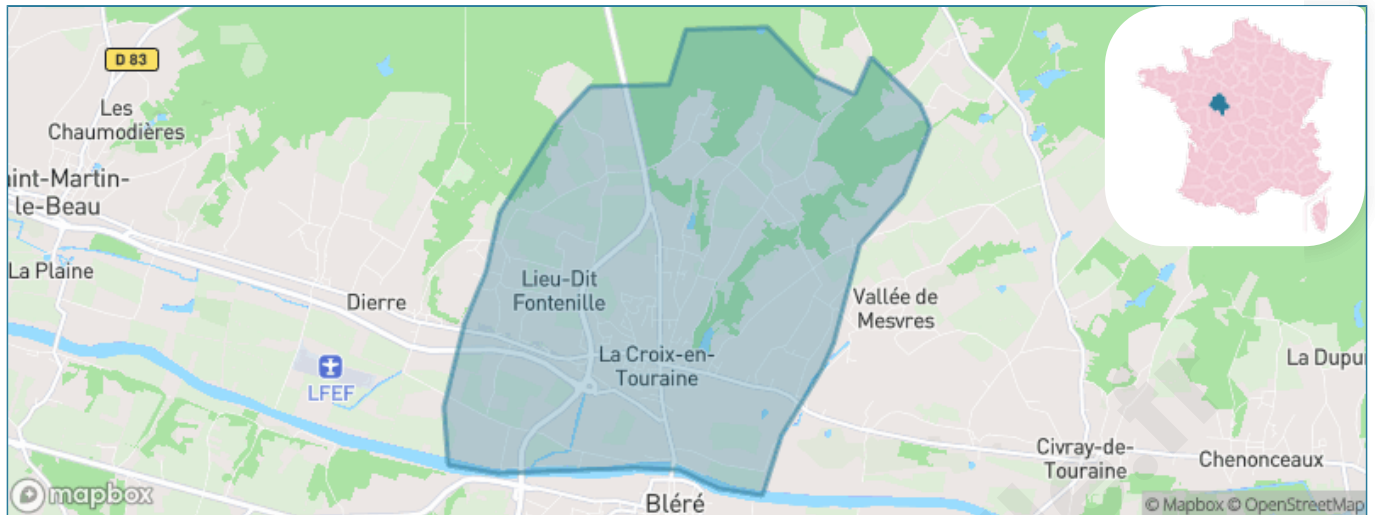 D 83
Les
Chaumodières
aint-Martin-
le-Beau
La Plaine
Dierre
LFEF
Lieu-Dit
Fontenille
La Croix-en-
Touraine
Vallée de
Mesvres
La Dupu
Civray-de-
Touraine
Chenonceaux
Bléré
mapbox
© Mapbox © OpenStreetMap